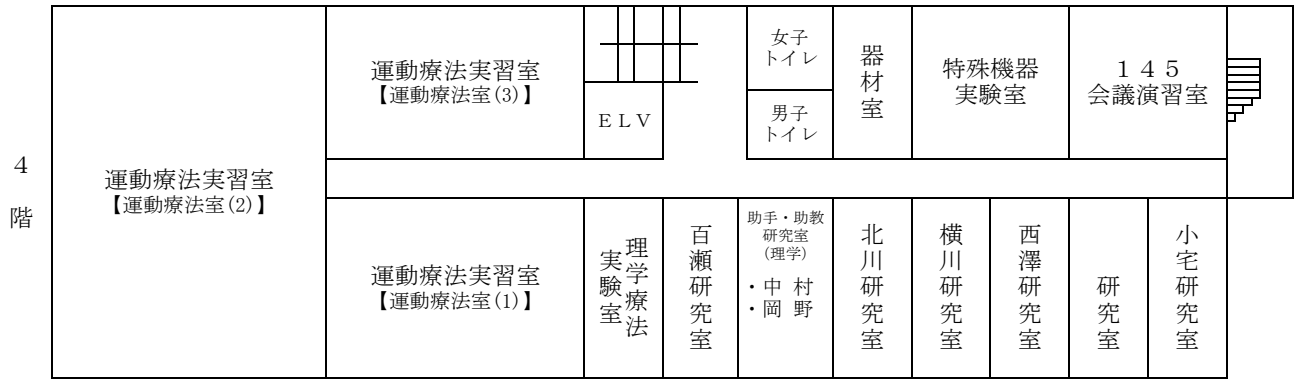 4
階
運動療法実習室
【運動療法室(2)】
運動療法実習室
【運動療法室(3)】
ELV
女子
トイレ
男子
トイレ
器材室
特殊機器
実験室
145
会議演習室
運動療法実習室
【運動療法室(1)】
理学療法
実験室
百瀬研究室
助手・助教
研究室
(理学)
・中 村
・岡 野
北川研究室
横川研究室
西澤研究室
研究室
小宅研究室